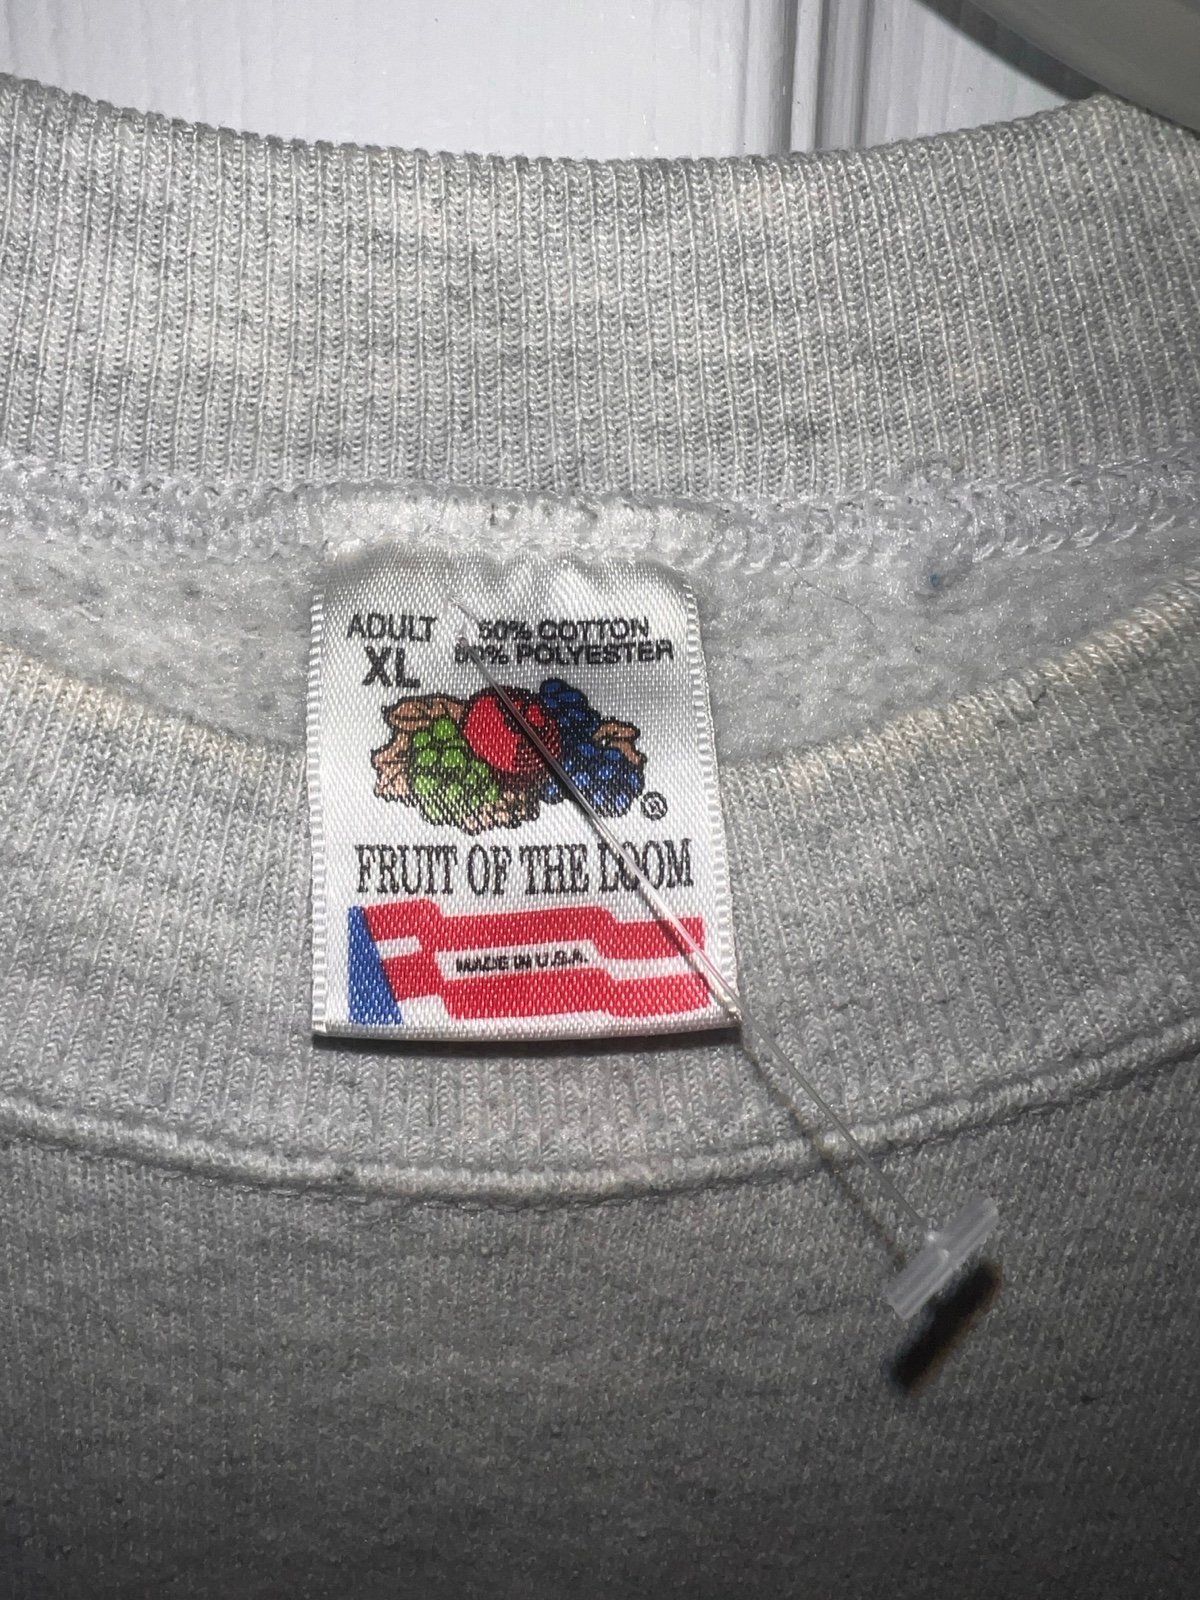 ADULT
XL
50% COTTON
50% POLYESTER
®
FRUIT OF THE LOOM
MADE IN U.S.A.